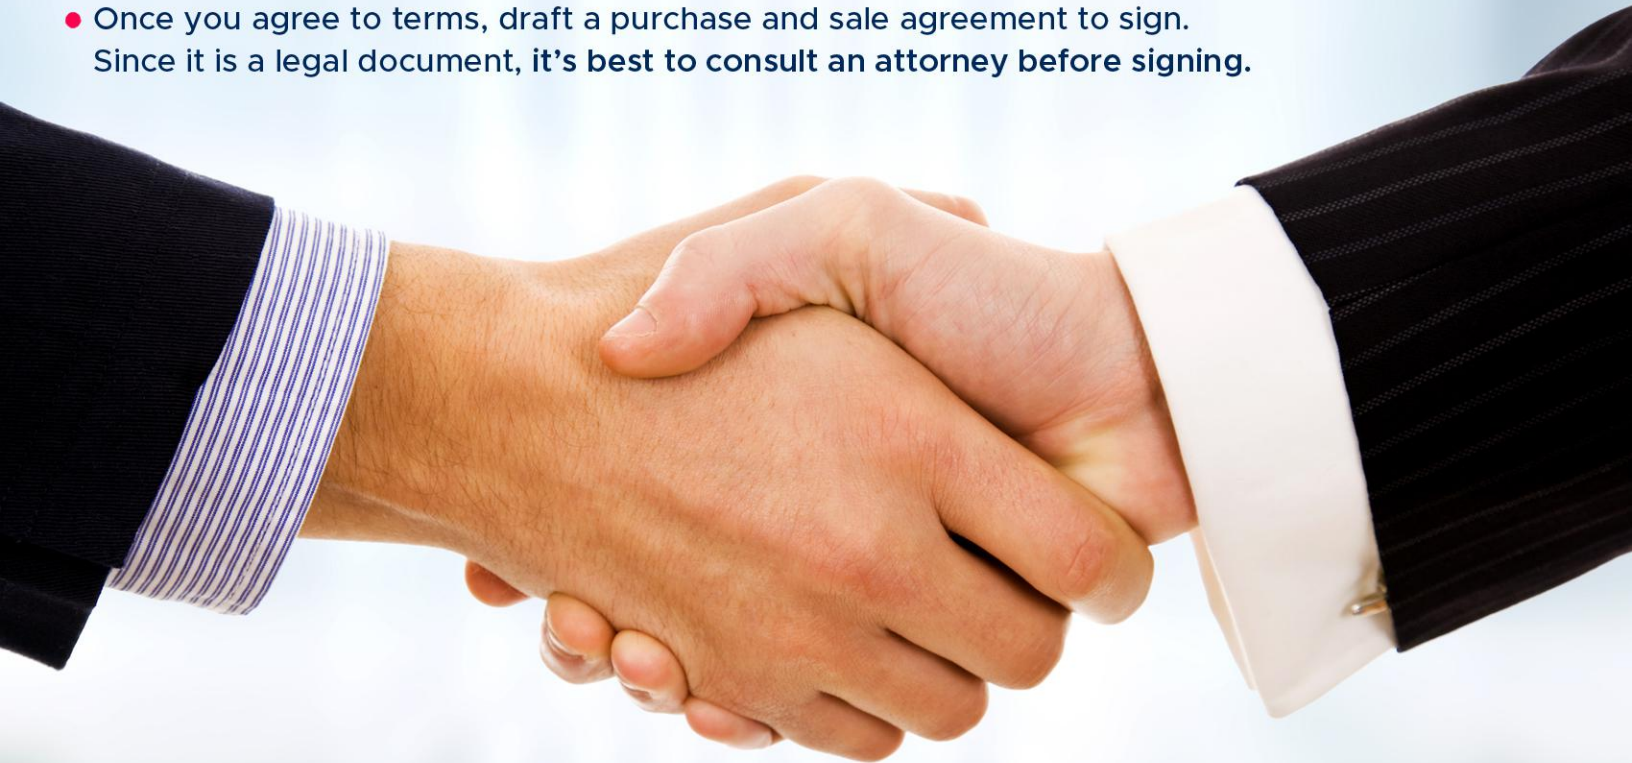 Once you agree to terms, draft a purchase and sale agreement to sign.
Since it is a legal document, it’s best to consult an attorney before signing.